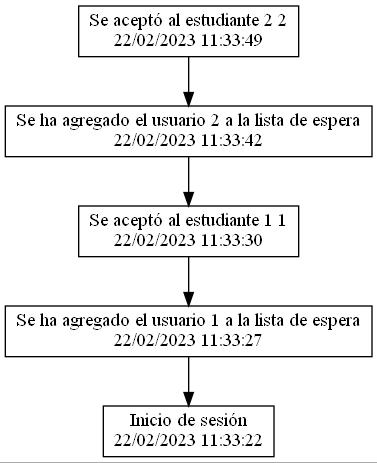 Se aceptó al estudiante 2 2
22/02/2023 11:33:49
Se ha agregado el usuario 2 a la lista de espera
22/02/2023 11:33:42
Se aceptó al estudiante 1 1
22/02/2023 11:33:30
Se ha agregado el usuario 1 a la lista de espera
22/02/2023 11:33:27
Inicio de sesión
22/02/2023 11:33:22